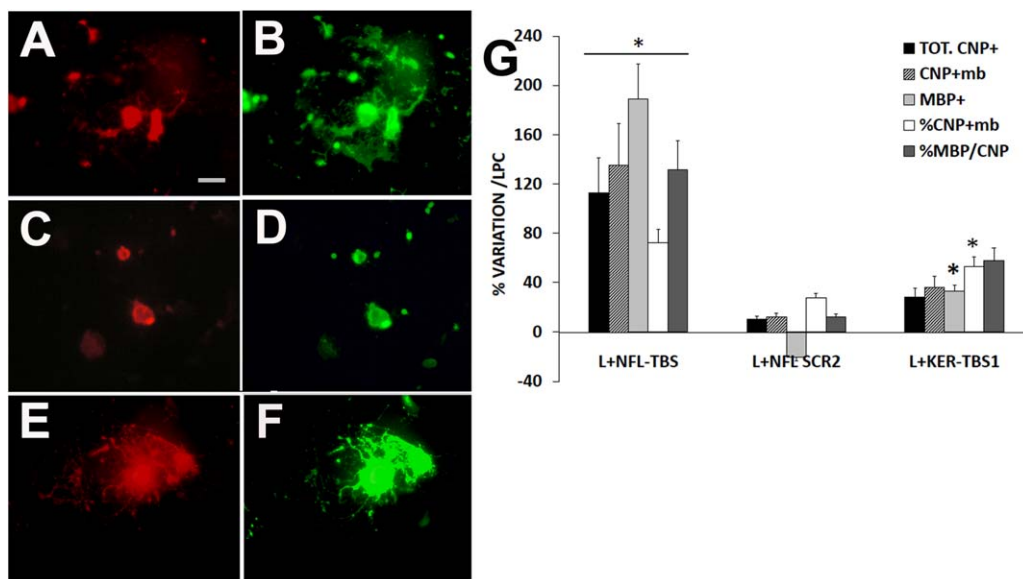 A
B
C
D
E
F
G
240
200
160
120
80
40
0
-40
% VARIATION /LPC
*
* *
TOT. CNP+
CNP+mb
MBP+
%CNP+mb
%MBP/CNP
L+NFL-TBS
L+NFL SCR2
L+KER-TBS1